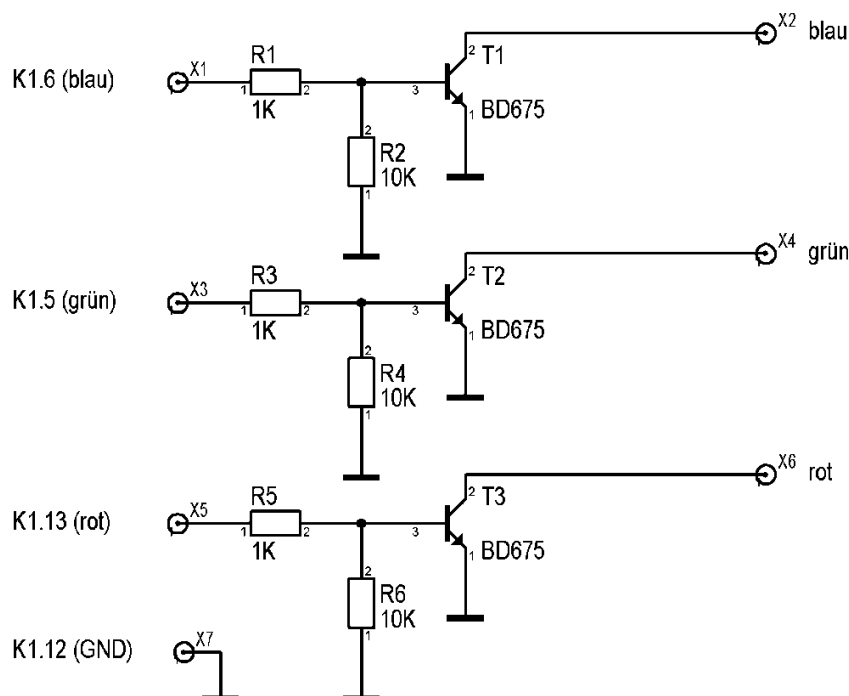 X2 blau
2 T1
K1.6 (blau) X1 R1
1 2 3
1K 1 BD675
2
R2
10K
1
X4 grün
2 T2
K1.5 (grün) X3 R3
1 2 3
1K 1 BD675
2
R4
10K
1
X6 rot
2 T3
K1.13 (rot) X5 R5
1 2 3
1K 1 BD675
2
R6
10K
1
K1.12 (GND) X7